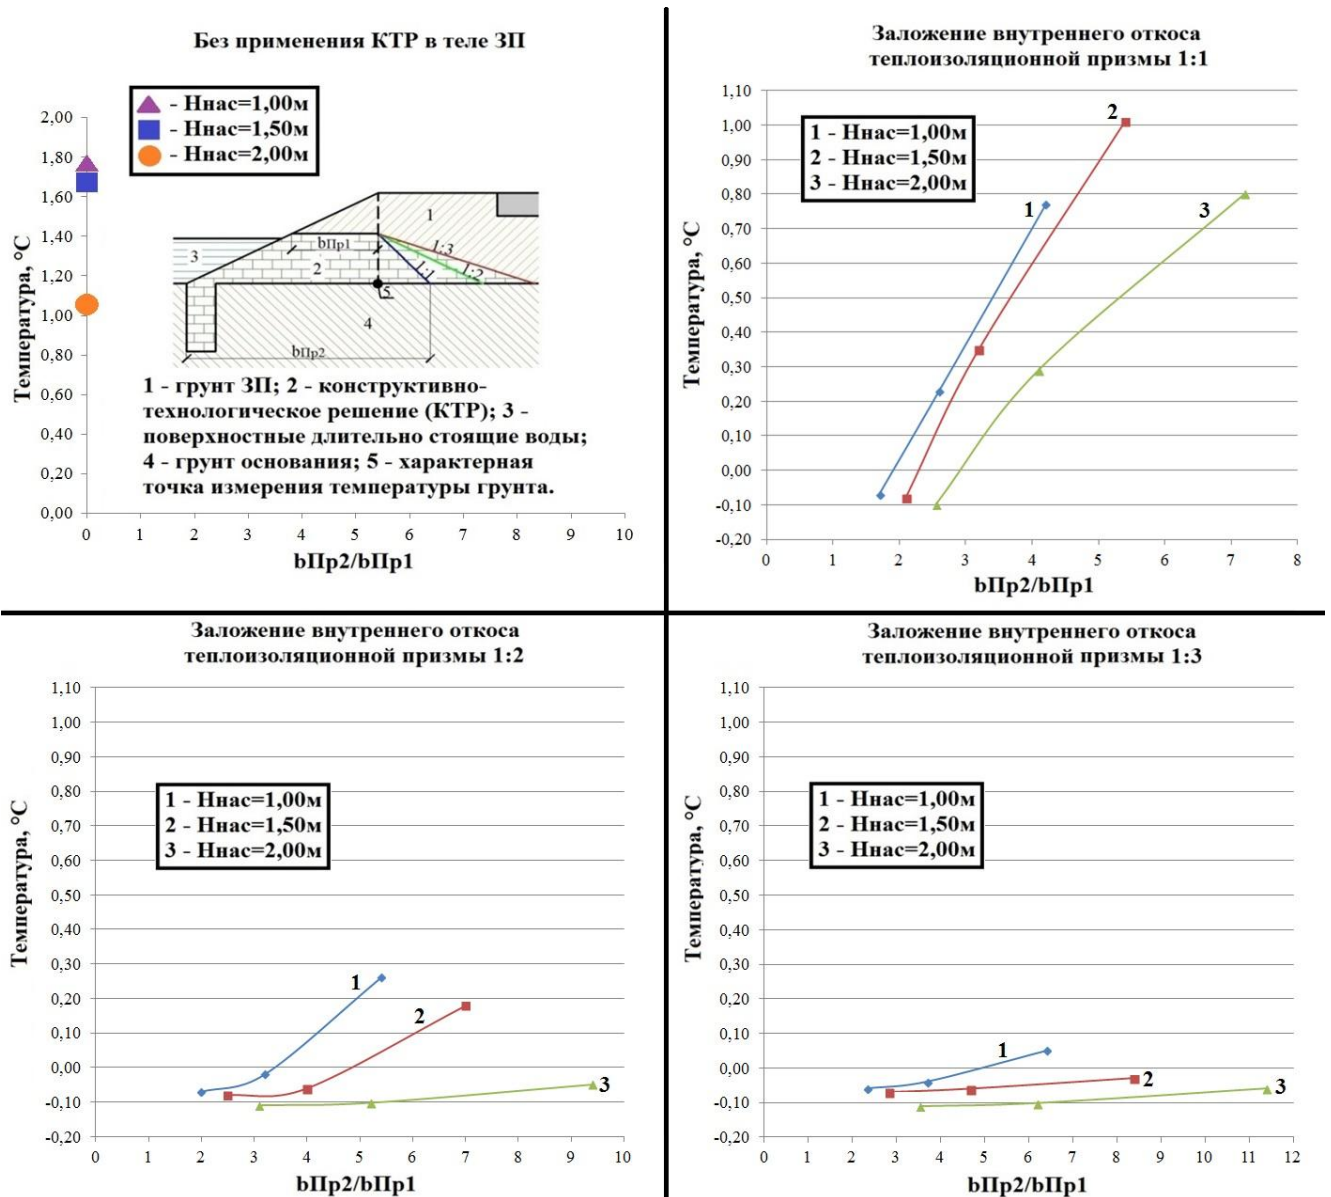 Без применения КТР в теле ЗП
- Ннас=1,00м
- Ннас=1,50м
- Ннас=2,00м
Температура, °С
2,00
1,80
1,60
1,40
1,20
1,00
0,80
0,60
0,40
0,20
0,00
0 1 2 3 4 5 6 7 8 9 10
bПр2/bПр1
1
bПр1
1:3
3
2
1:1
1:2
5
4
bПр2
1 - грунт ЗП; 2 - конструктивно-
технологическое решение (КТР); 3 -
поверхностные длительно стоящие воды;
4 - грунт основания; 5 - характерная
точка измерения температуры грунта.
Заложение внутреннего откоса
теплоизоляционной призмы 1:1
1 - Ннас=1,00м
2 - Ннас=1,50м
3 - Ннас=2,00м
1
2
3
Температура, °С
1,10
1,00
0,90
0,80
0,70
0,60
0,50
0,40
0,30
0,20
0,10
0,00
-0,10
-0,20
0 1 2 3 4 5 6 7 8
bПр2/bПр1
Заложение внутреннего откоса
теплоизоляционной призмы 1:2
1 - Ннас=1,00м
2 - Ннас=1,50м
3 - Ннас=2,00м
1
2
3
Температура, °С
1,10
1,00
0,90
0,80
0,70
0,60
0,50
0,40
0,30
0,20
0,10
0,00
-0,10
-0,20
0 1 2 3 4 5 6 7 8 9 10
bПр2/bПр1
Заложение внутреннего откоса
теплоизоляционной призмы 1:3
1 - Ннас=1,00м
2 - Ннас=1,50м
3 - Ннас=2,00м
1
2
3
Температура, °С
1,10
1,00
0,90
0,80
0,70
0,60
0,50
0,40
0,30
0,20
0,10
0,00
-0,10
-0,20
0 1 2 3 4 5 6 7 8 9 10 11 12
bПр2/bПр1